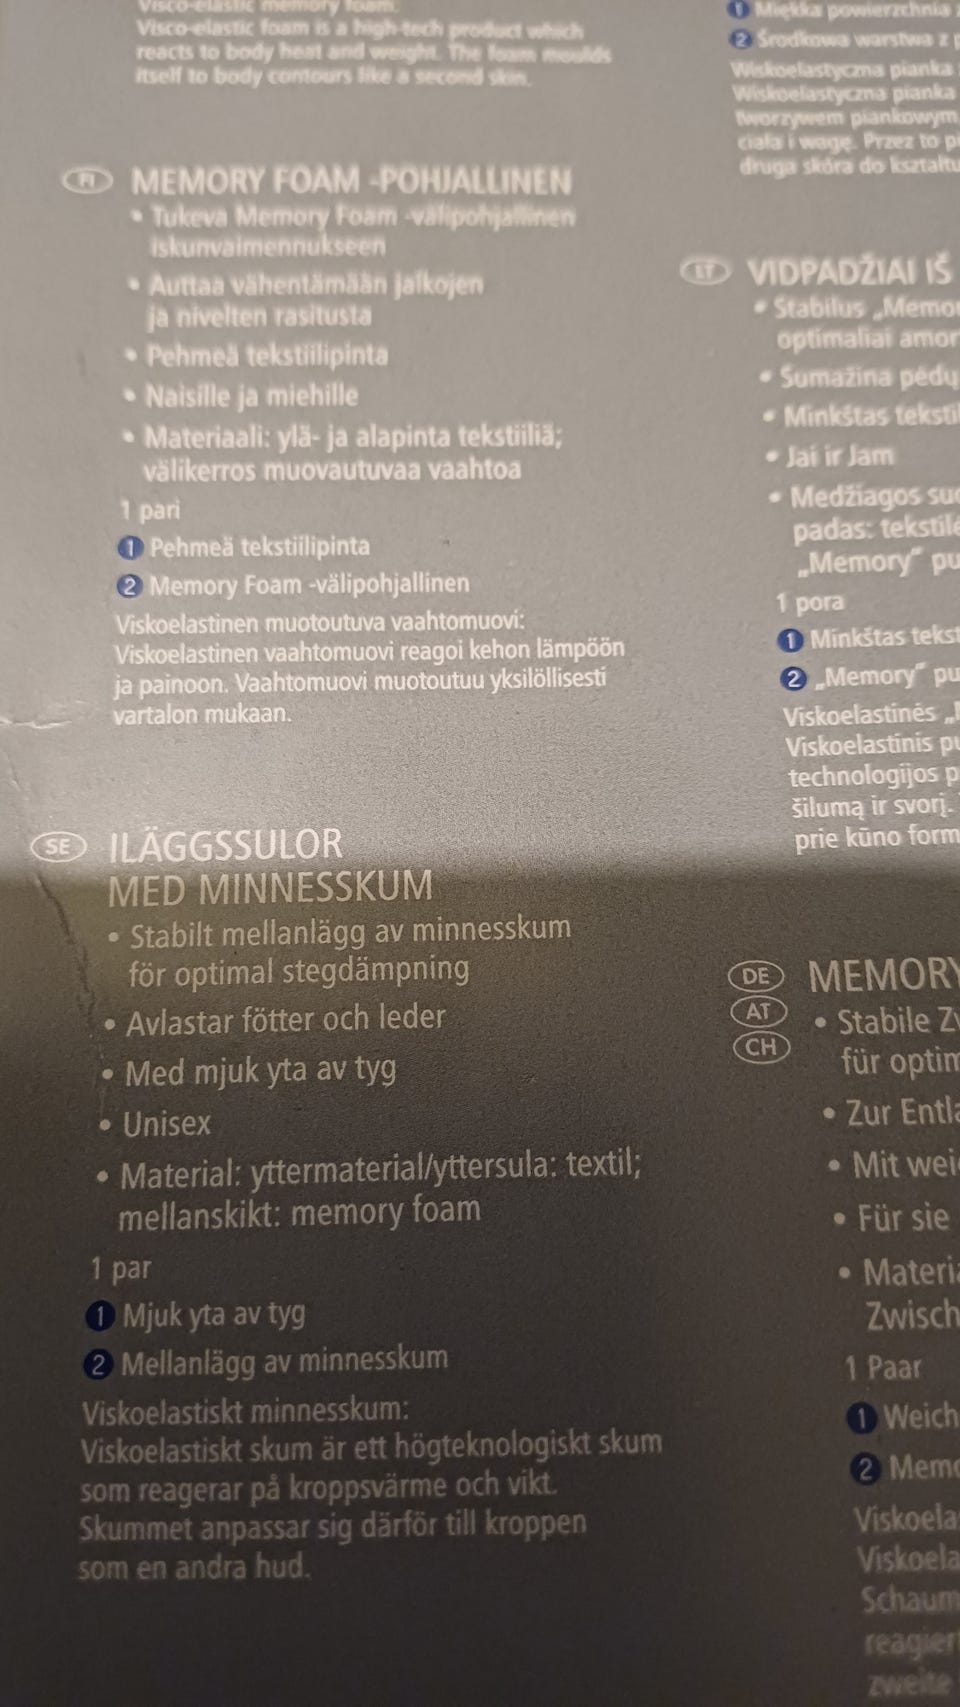 Visco-elastic memory foam:
Visco-elastic foam is a high-tech product which
reacts to body heat and weight. The foam moulds
itself to body contours like a second skin.
FI MEMORY FOAM -POHJALLINEN
• Tukeva Memory Foam -välipohjallinen
iskunvaimennukseen
• Auttaa vähentämään jalkojen
ja nivelten rasitusta
• Pehmeä tekstiilipinta
• Naisille ja miehille
• Materiaali: ylä- ja alapinta tekstiiliä;
välikerros muovautuvaa vaahtoa
1 pari
1 Pehmeä tekstiilipinta
2 Memory Foam -välipohjallinen
Viskoelastinen muotoutuva vaahtomuovi:
Viskoelastinen vaahtomuovi reagoi kehon lämpöön
ja painoon. Vaahtomuovi muotoutuu yksilöllisesti
vartalon mukaan.
SE ILÄGGSSULOR
MED MINNESSKUM
• Stabilt mellanlägg av minnesskum
för optimal stegdämpning
• Avlastar fötter och leder
• Med mjuk yta av tyg
• Unisex
• Material: yttermaterial/yttersula: textil;
mellanskikt: memory foam
1 par
1 Mjuk yta av tyg
2 Mellanlägg av minnesskum
Viskoelastiskt minnesskum:
Viskoelastiskt skum är ett högteknologiskt skum
som reagerar på kroppsvärme och vikt.
Skummet anpassar sig därför till kroppen
som en andra hud.
1 Miękka powierzchnia
2 Środkowa warstwa z
Wiskoelastyczna pianka
Wiskoelastyczna pianka
tworzywem piankowym
ciała i wagę. Przez to
druga skóra do kształtu
LT VIDPADŽIAI IŠ
• Stabilus „Memo
optimaliai amor
• Sumažina pėdų
• Minkštas teksti
• Jai ir Jam
• Medžiagos
padas: tekstilė
„Memory“ pu
1 pora
1 Minkštas tekst
2 „Memory“ pu
Viskoelastinės
Viskoelastinis pu
technologijos p
šilumą ir svorį.
prie kūno form
DE AT CH MEMORY
• Stabile Z
für optim
• Zur Entla
• Mit wei
• Für sie
• Materia
Zwisch
1 Paar
1 Weich
2 Memo
Viskoela
Viskoela
Schaum
reagier
zweite